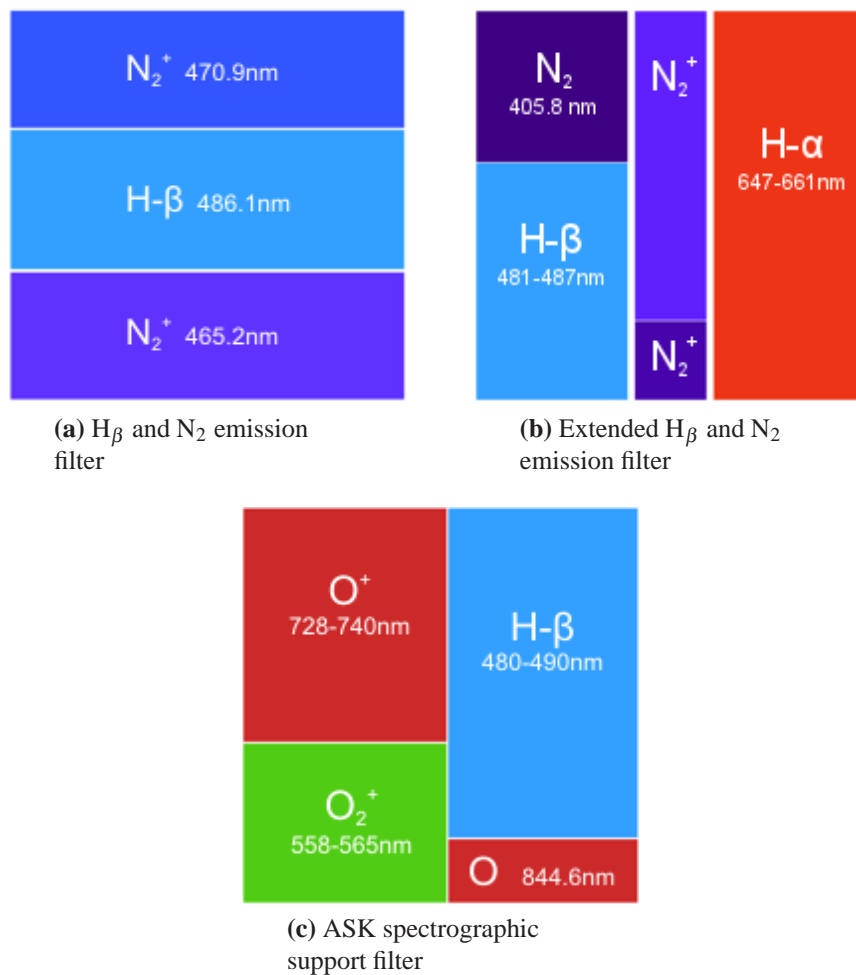 N₂⁺ 470.9nm
H-β 486.1nm
N₂⁺ 465.2nm
(a) Hβ and N₂ emission
filter
N₂
405.8 nm
H-β
481-487nm
N₂⁺
N₂⁺
H-α
647-661nm
(b) Extended Hβ and N₂
emission filter
O⁺
728-740nm
O₂⁺
558-565nm
H-β
480-490nm
O 844.6nm
(c) ASK spectrographic
support filter